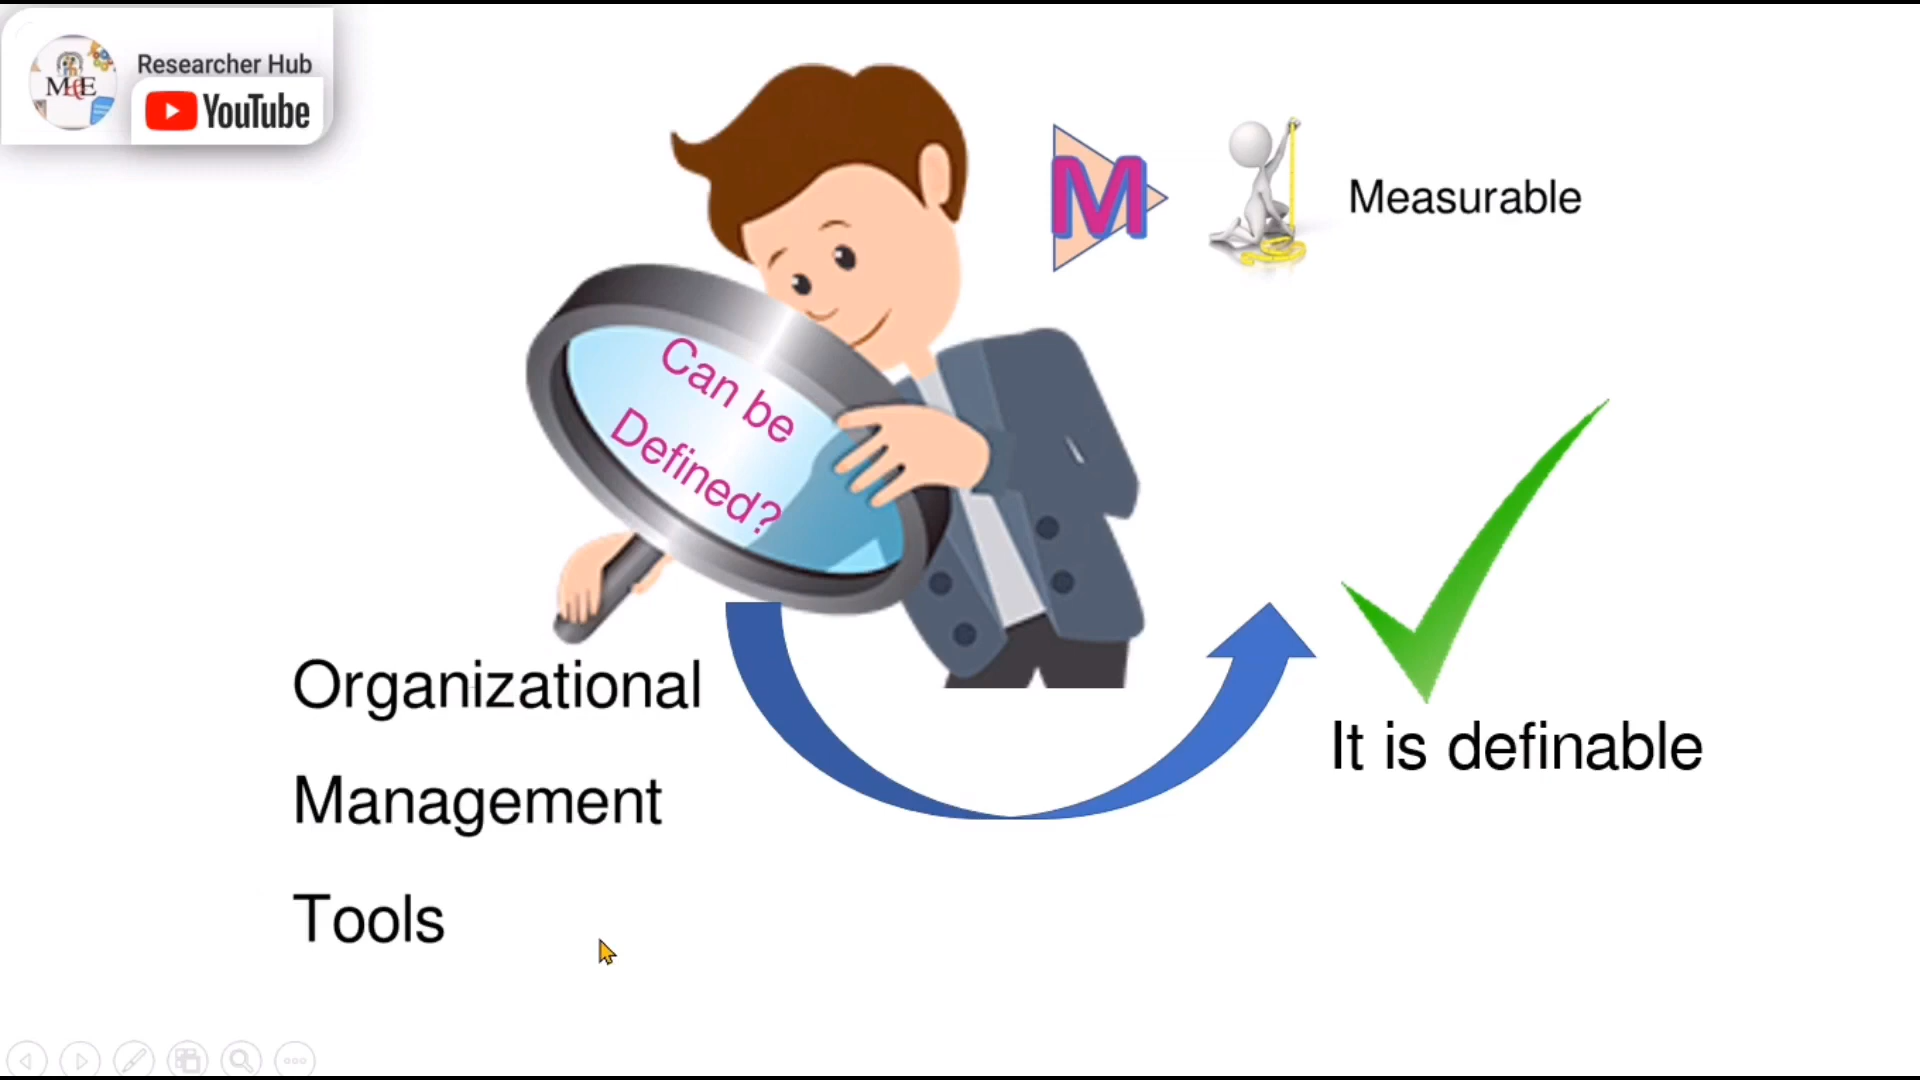 Researcher Hub
M&E
YouTube
M
Measurable
Can be
Defined?
Organizational
Management
Tools
It is definable